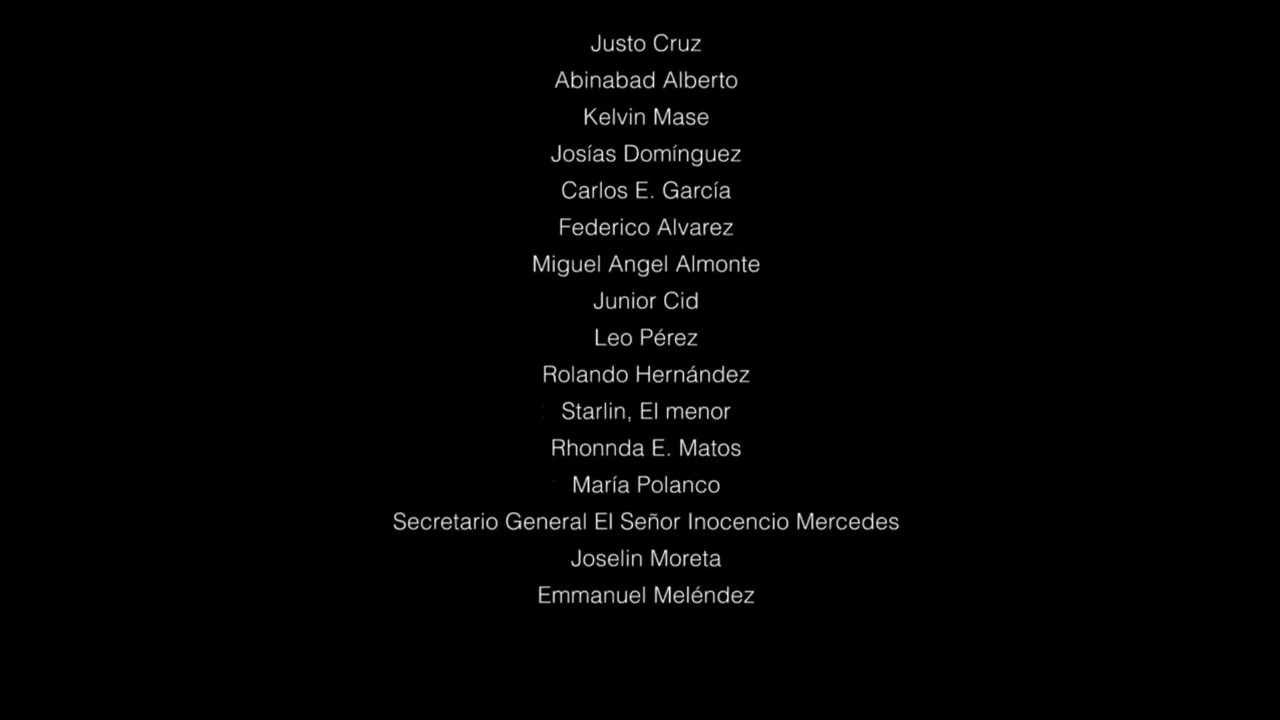 Justo Cruz
Abinabad Alberto
Kelvin Mase
Josías Domínguez
Carlos E. García
Federico Alvarez
Miguel Angel Almonte
Junior Cid
Leo Pérez
Rolando Hernández
Starlin, El menor
Rhonnda E. Matos
María Polanco
Secretario General El Señor Inocencio Mercedes
Joselin Moreta
Emmanuel Meléndez